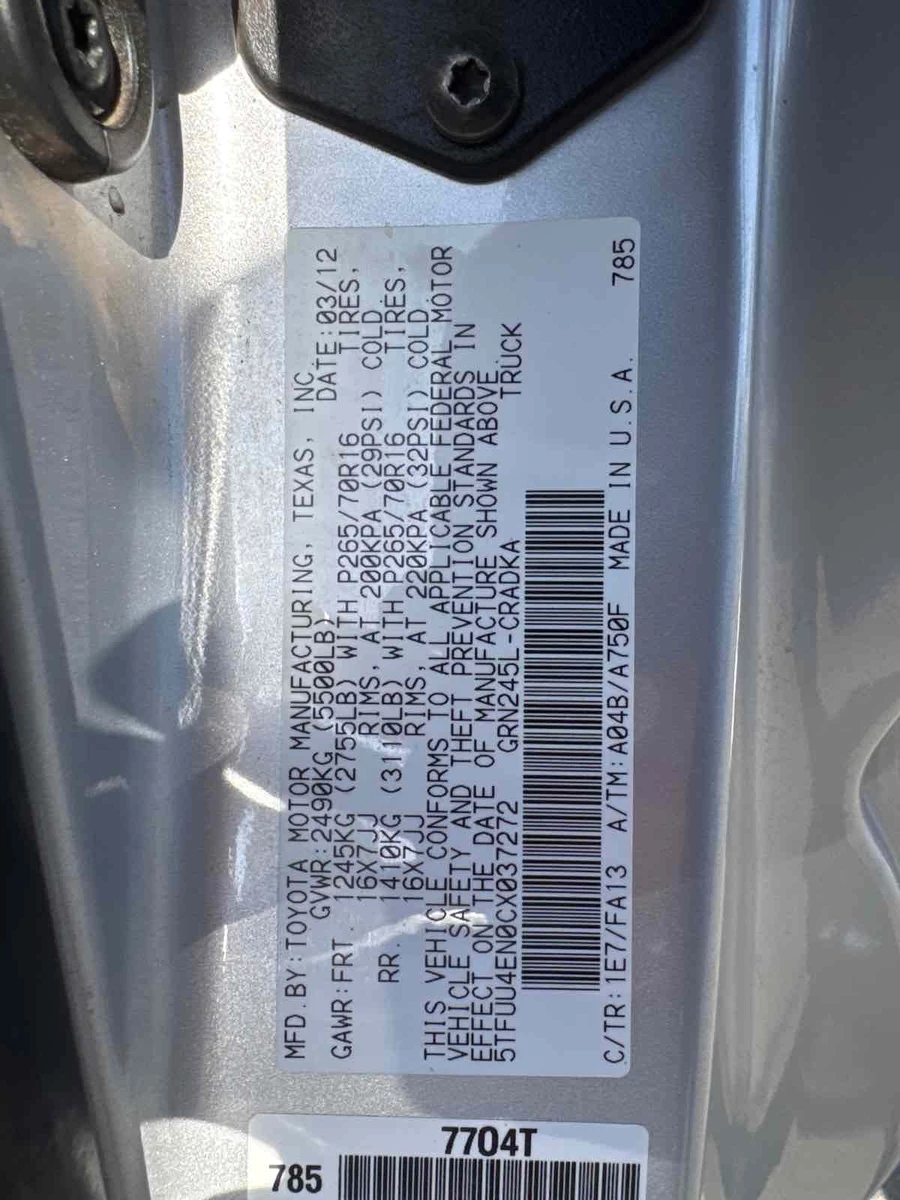 MFD.BY:TOYOTA MOTOR MANUFACTURING, TEXAS, INC.
GVWR:2490KG (5500LB) DATE:03/12
GAWR:FRT. 1245KG (2755LB) WITH P265/70R16 TIRES,
16X7JJ RIMS, AT 200KPA (29PSI) COLD
RR. 1410KG (3110LB) WITH P265/70R16 TIRES,
16X7JJ RIMS, AT 220KPA (32PSI) COLD
THIS VEHICLE CONFORMS TO ALL APPLICABLE FEDERAL MOTOR
VEHICLE SAFETY AND THEFT PREVENTION STANDARDS IN
EFFECT ON THE DATE OF MANUFACTURE SHOWN ABOVE
5TFUU4EN0CX037272 GRN245L-CRADKA TRUCK
C/TR:1E7/FA13 A/TM:A04B/A750F MADE IN U.S.A. 785
7704T
785